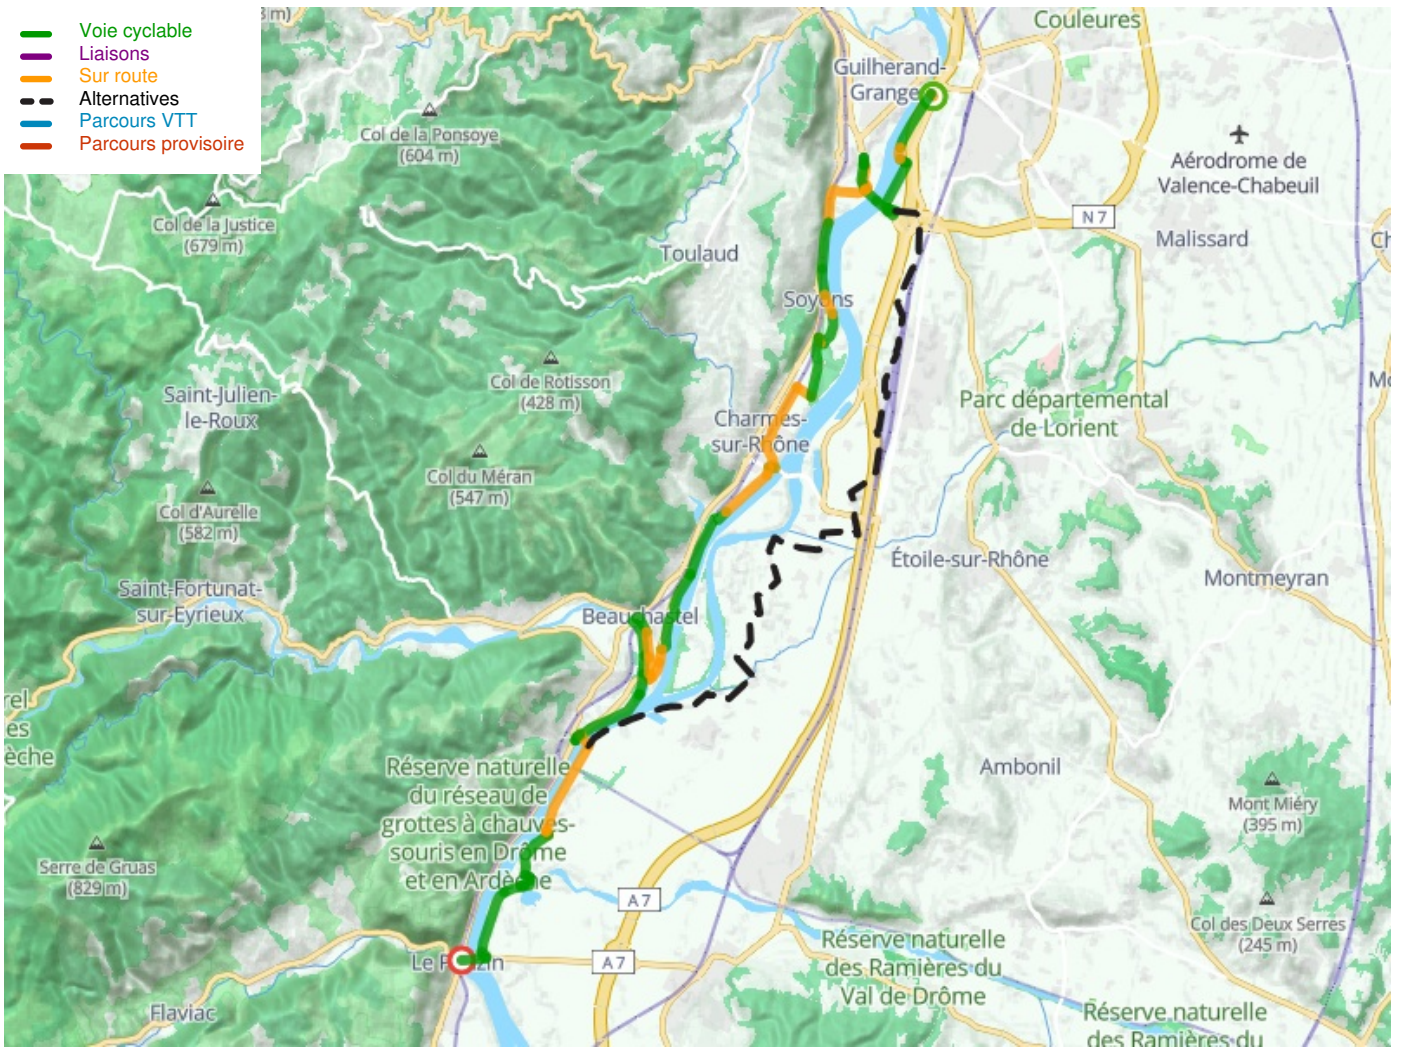 Voie cyclable
Liaisons
Sur route
Alternatives
Parcours VTT
Parcours provisoire
Couleures
Guilherand-
Col de la Ponsoye
(604 m)
Aérodrome de
Valence-Chabeuil
Col de la Justice
(679 m)
N 7
Toulaud
Malissard
Soyons
Col de Rotisson
(428 m)
Saint-Julien-
le-Roux
Parc départemental
de Lorient
Charmes-
sur-Rhône
Col du Méran
(547 m)
Col d'Aurelle
(582 m)
Étoile-sur-Rhône
Montmeyran
Saint-Fortunat-
sur-Eyrieux
Beauchastel
Réserve naturelle
du réseau de
grottes à chauves-
souris en Drôme
et en Ardèche
Ambonil
Mont Miéry
(395 m)
Serre de Gruas
(829 m)
A 7
Col des Deux Serres
(245 m)
Réserve naturelle
des Ramières du
Val de Drôme
Le Pouzin
A 7
Flaviac
Réserve naturelle
des Ramières du